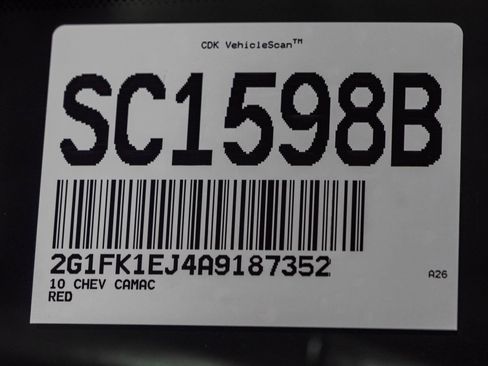 CDK VehicleScan™
SC1598B
2G1FK1EJ4A9187352
10 CHEV CAMAC
RED
A26